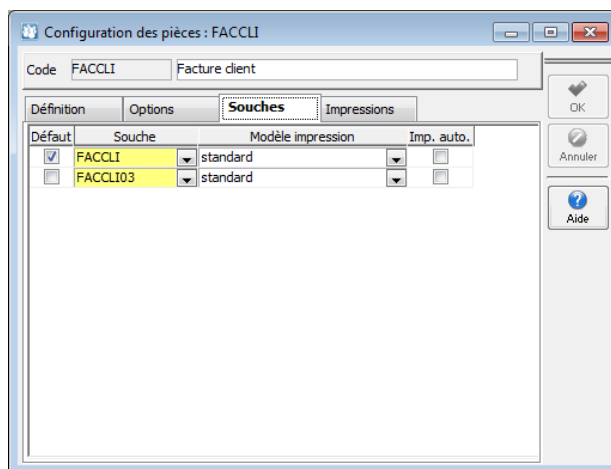 Configuration des pièces : FACCLI
Code FACCLI Facture client
OK
Annuler
Aide
Définition Options Souches Impressions
Défaut Souche Modèle impression Imp. auto.
FACCLI standard
FACCLI03 standard